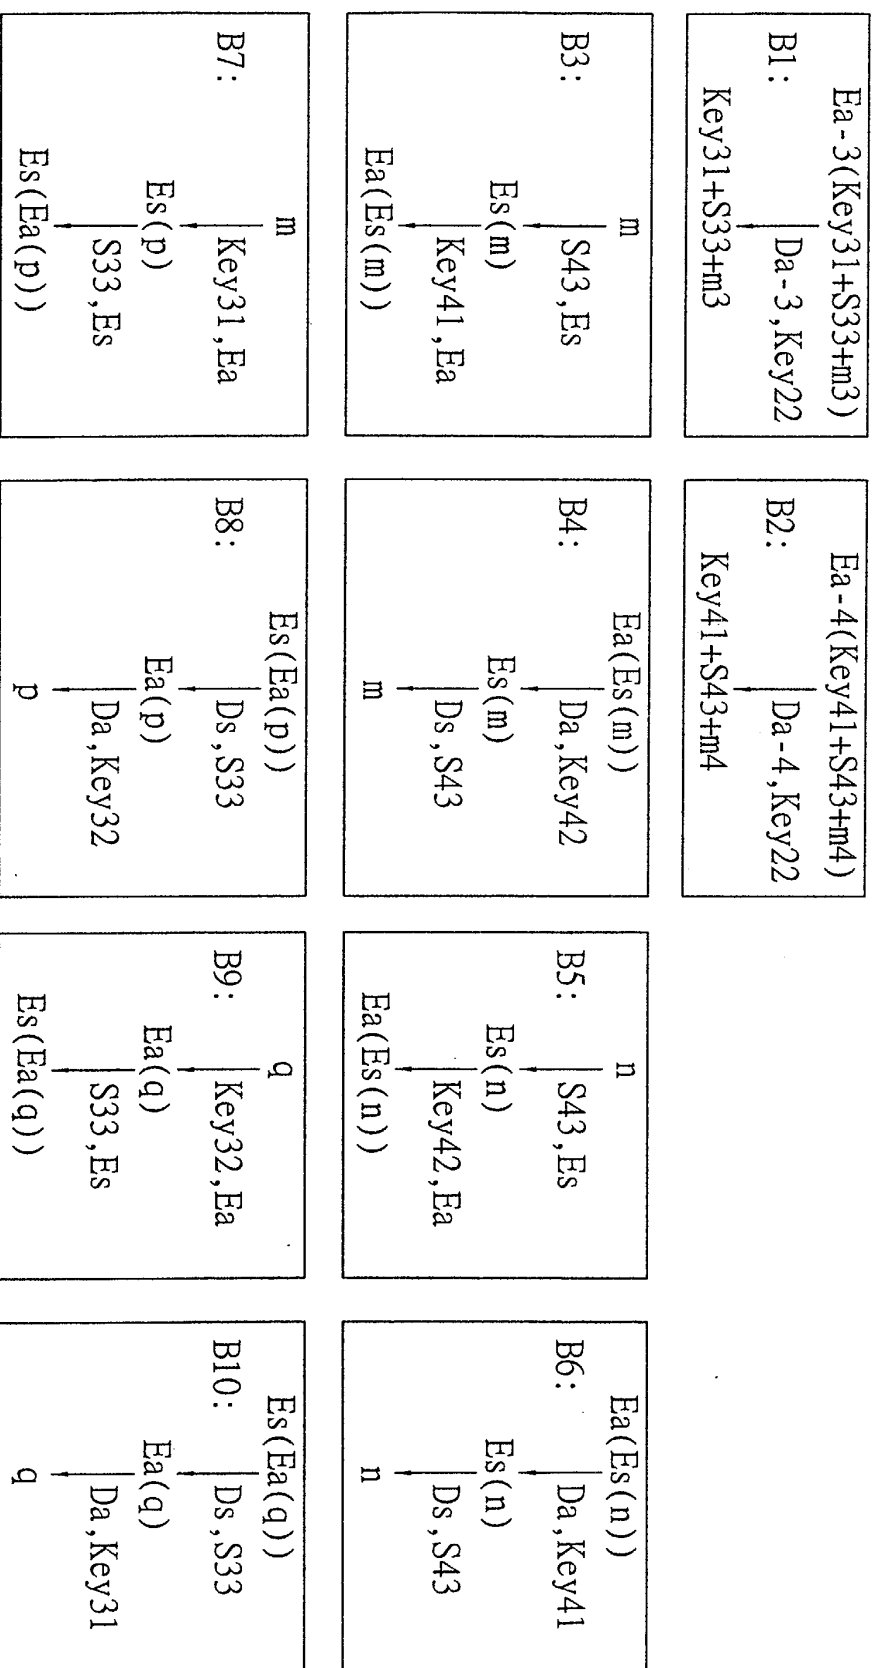 B1:
Ea-3(Key31+S33+m3)
Da-3,Key22
Key31+S33+m3
B2:
Ea-4(Key41+S43+m4)
Da-4,Key22
Key41+S43+m4
B3:
m
S43,Es
Es(m)
Key41,Ea
Ea(Es(m))
B4:
Ea(Es(m))
Da,Key42
Es(m)
Ds,S43
m
B5:
n
S43,Es
Es(n)
Key42,Ea
Ea(Es(n))
B6:
Ea(Es(n))
Da,Key41
Es(n)
Ds,S43
n
B7:
m
Key31,Ea
Es(p)
S33,Es
Es(Ea(p))
B8:
Es(Ea(p))
Ds,S33
Ea(p)
Da,Key32
p
B9:
q
Key32,Ea
Ea(q)
S33,Es
Es(Ea(q))
B10:
Es(Ea(q))
Ds,S33
Ea(q)
Da,Key31
q